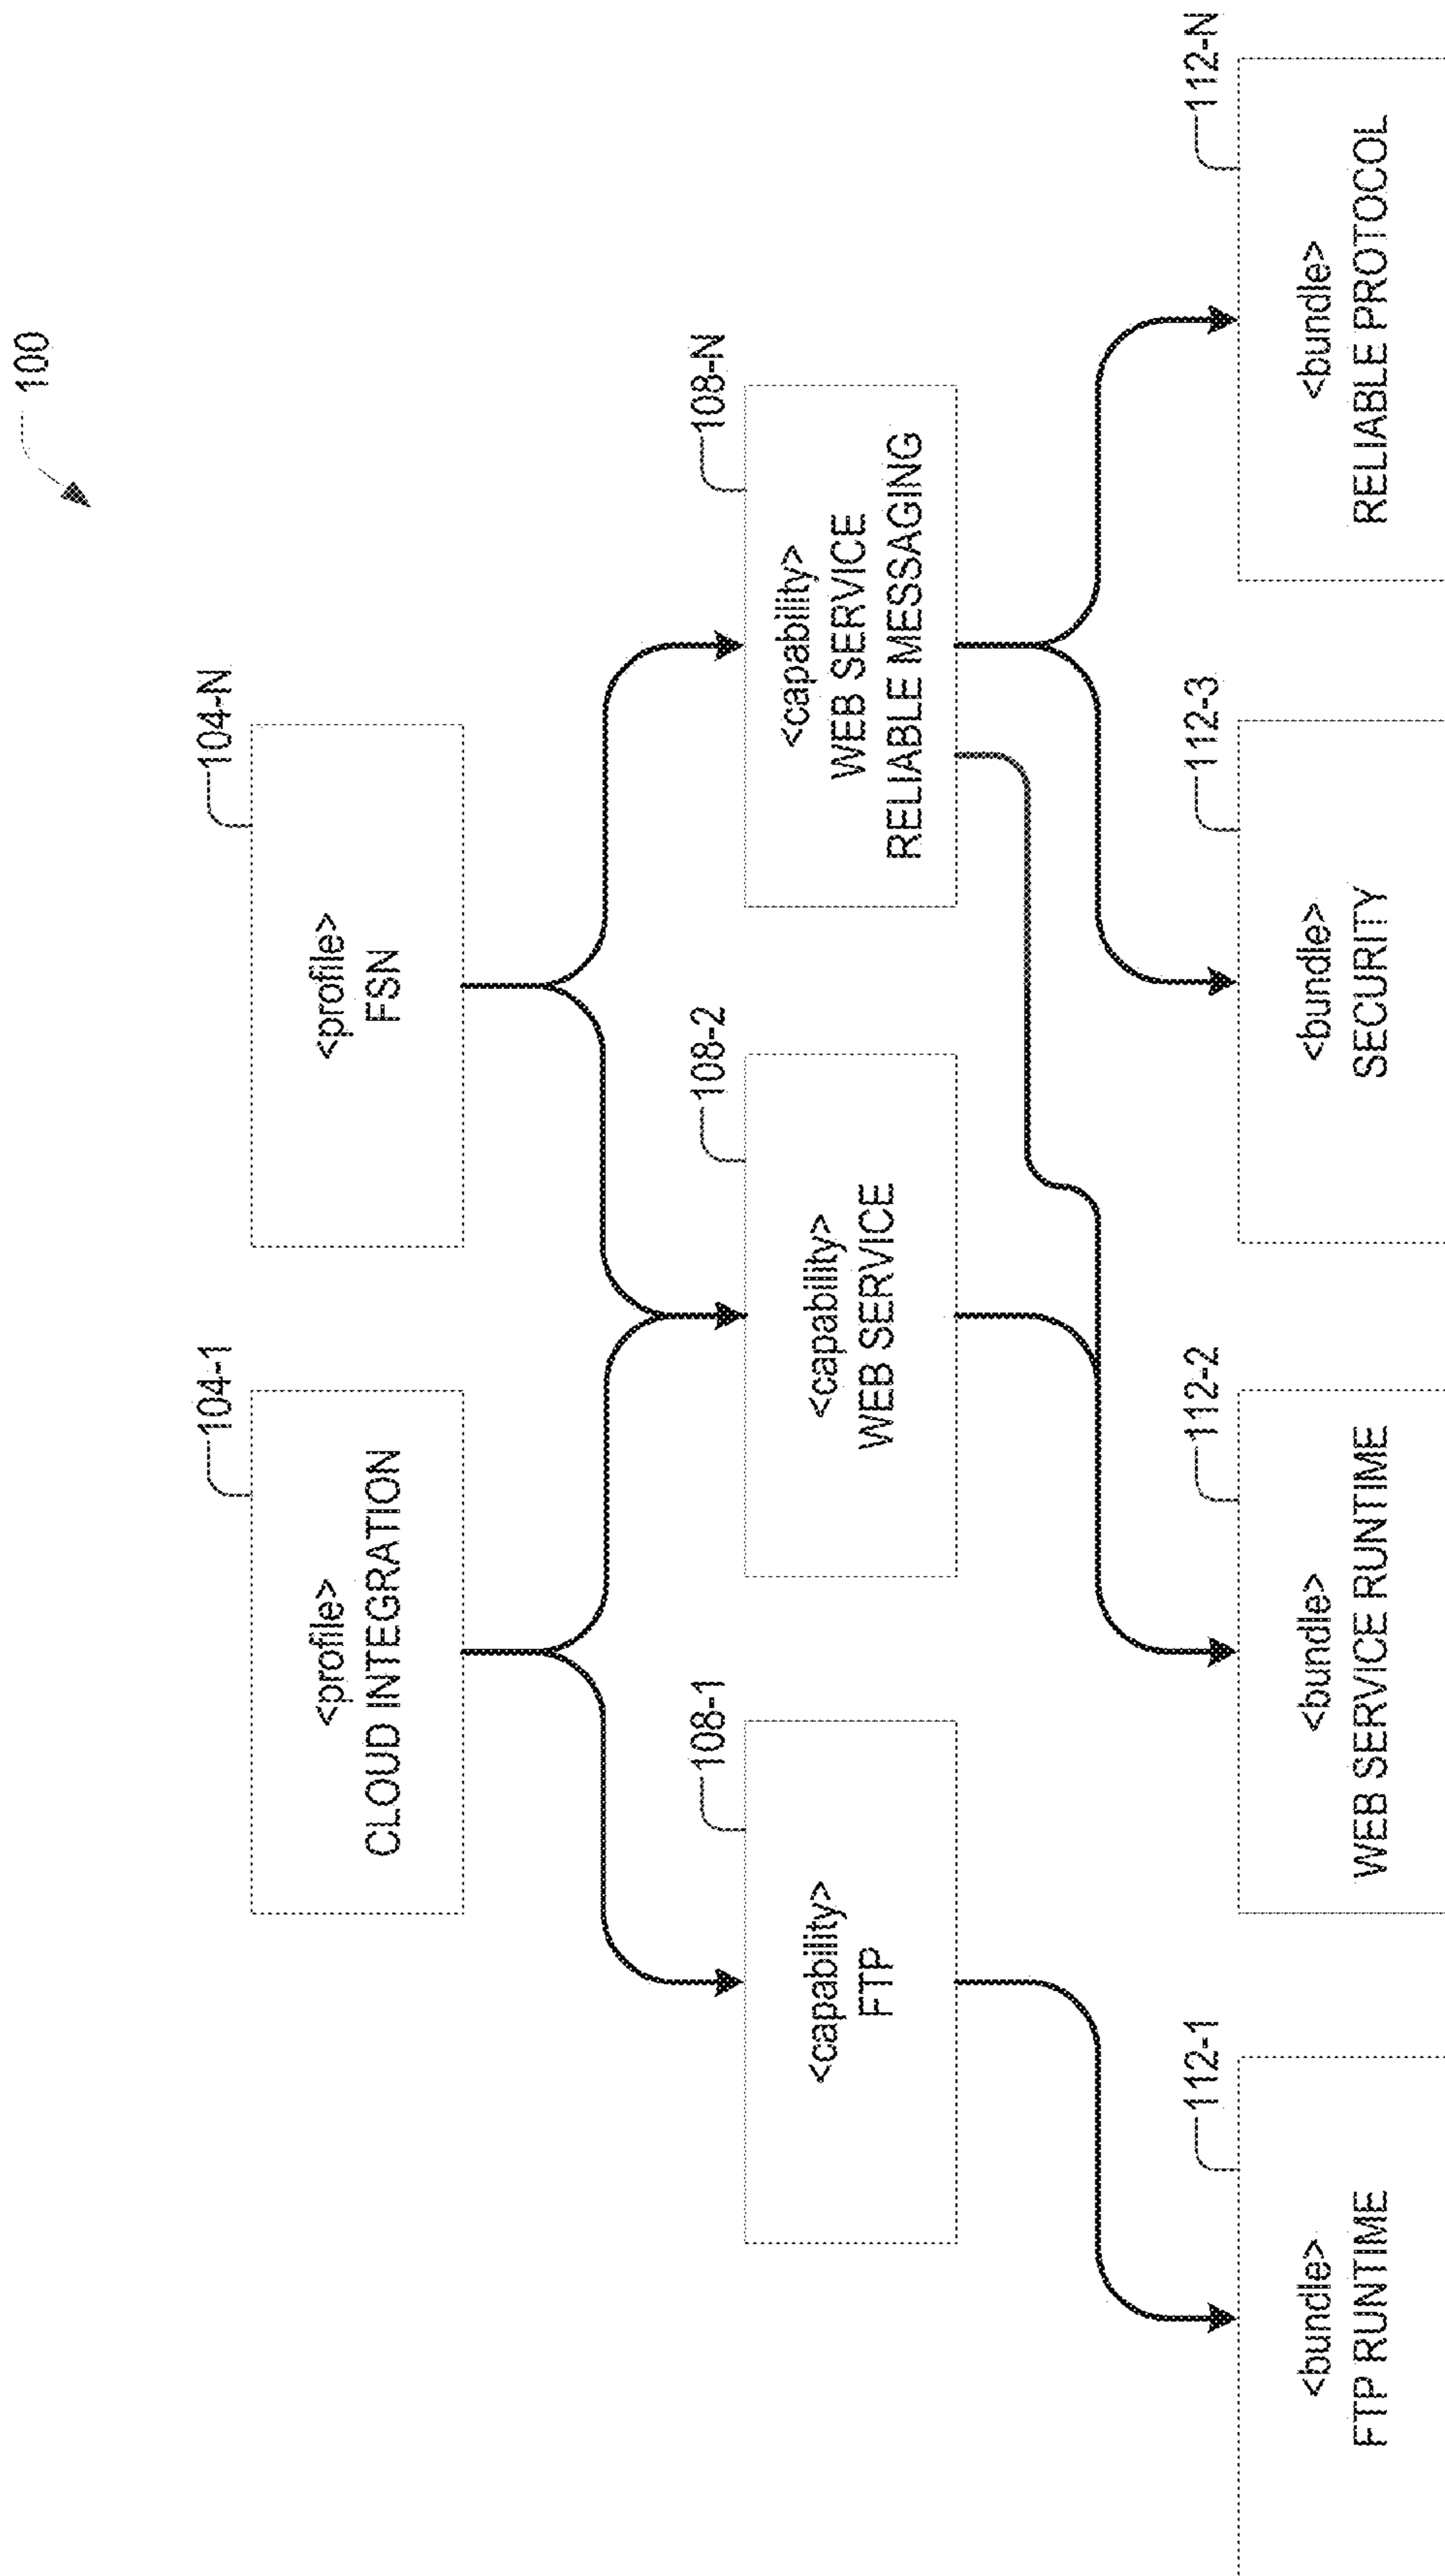 100
104-1
<profile>
CLOUD INTEGRATION
104-N
<profile>
FSN
108-1
<capability>
FTP
108-2
<capability>
WEB SERVICE
108-N
<capability>
WEB SERVICE
RELIABLE MESSAGING
112-1
<bundle>
FTP RUNTIME
112-2
<bundle>
WEB SERVICE RUNTIME
112-3
<bundle>
SECURITY
112-N
<bundle>
RELIABLE PROTOCOL